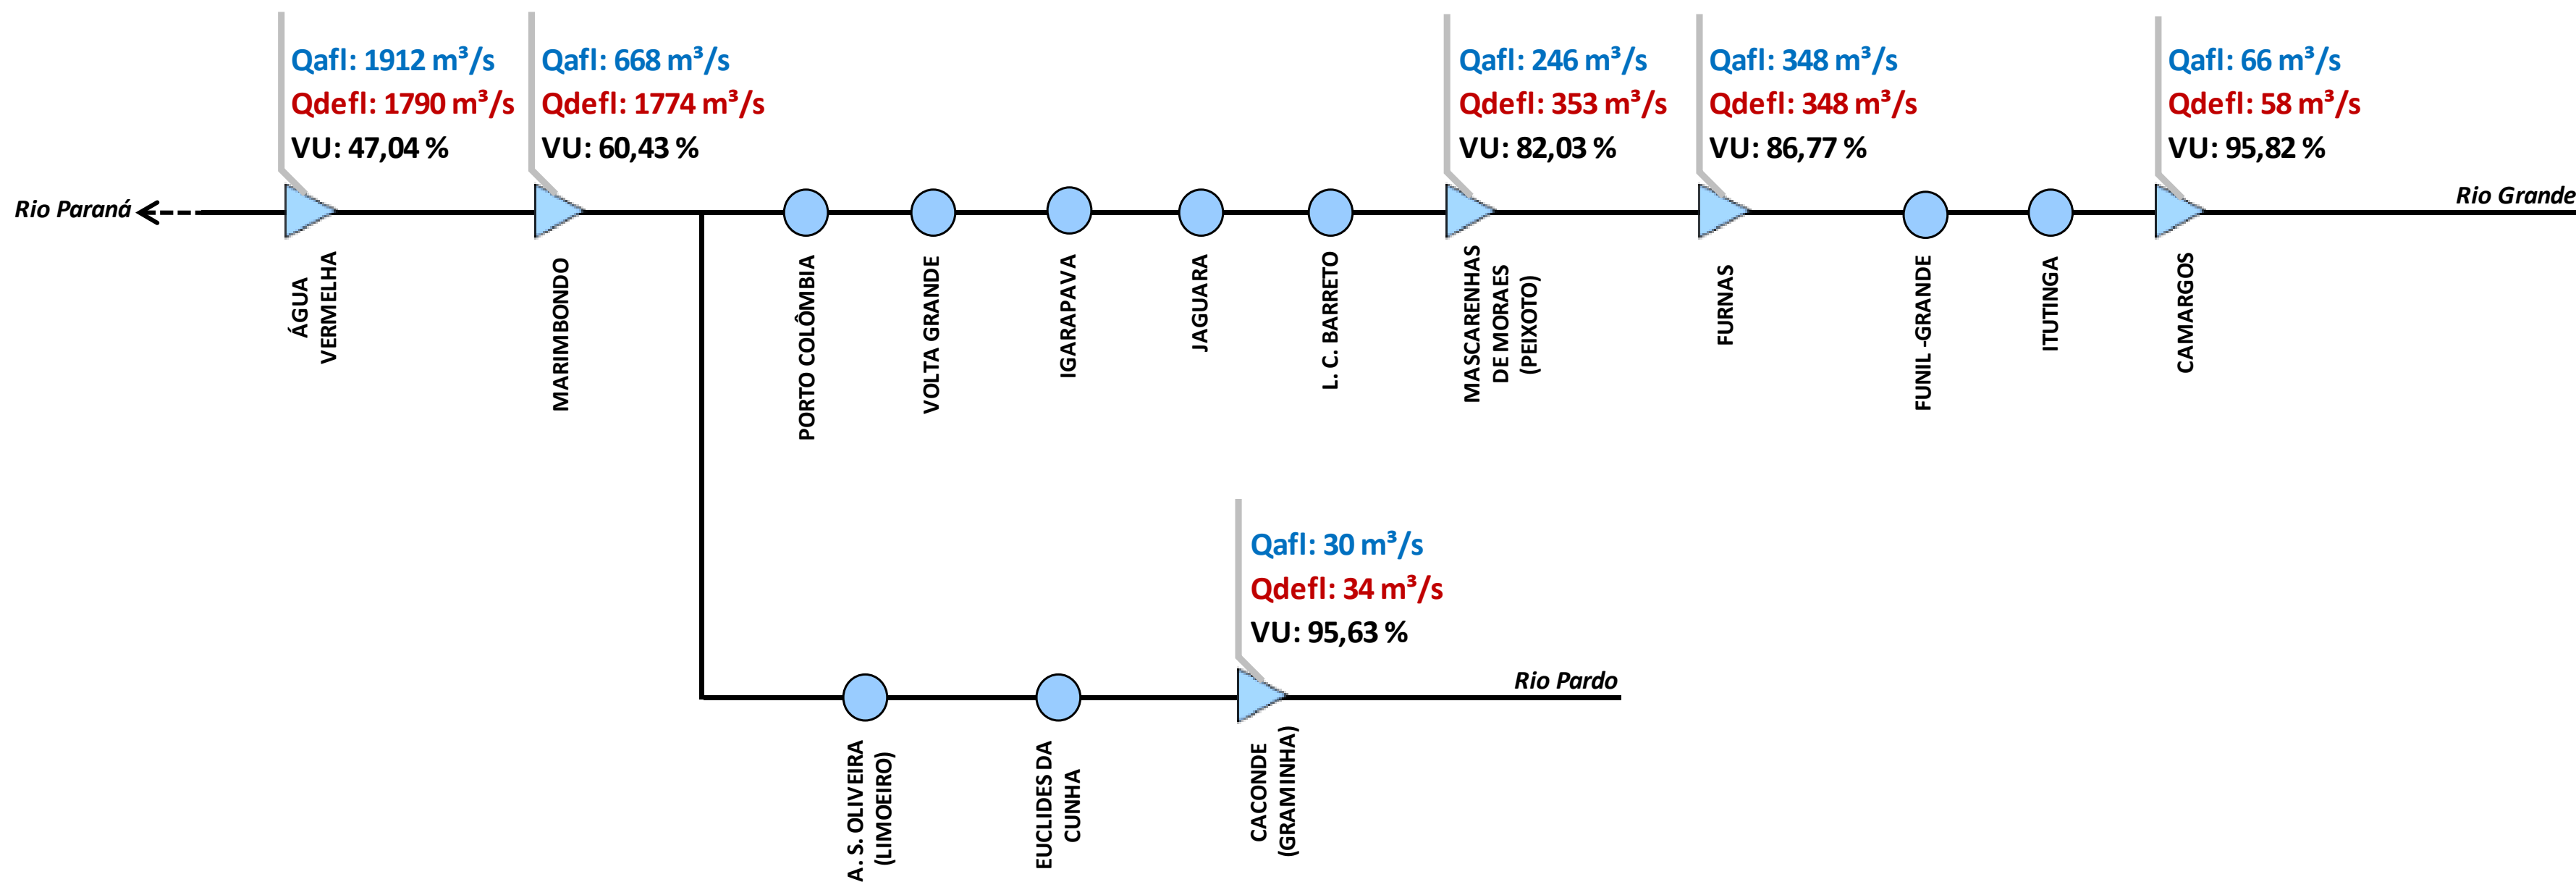 Qafl: 1912 m³/s
Qdefl: 1790 m³/s
VU: 47,04 %
Qafl: 668 m³/s
Qdefl: 1774 m³/s
VU: 60,43 %
Qafl: 246 m³/s
Qdefl: 353 m³/s
VU: 82,03 %
Qafl: 348 m³/s
Qdefl: 348 m³/s
VU: 86,77 %
Qafl: 66 m³/s
Qdefl: 58 m³/s
VU: 95,82 %
Rio Paraná
Rio Grande
ÁGUA
VERMELHA
MARIMBONDO
PORTO COLÔMBIA
VOLTA GRANDE
IGARAPAVA
JAGUARA
L. C. BARRETO
MASCARENHAS
DE MORAES
(PEIXOTO)
FURNAS
FUNIL -GRANDE
ITUTINGA
CAMARGOS
Qafl: 30 m³/s
Qdefl: 34 m³/s
VU: 95,63 %
Rio Pardo
A. S. OLIVEIRA
(LIMOEIRO)
EUCLIDES DA
CUNHA
CACONDE
(GRAMINHA)